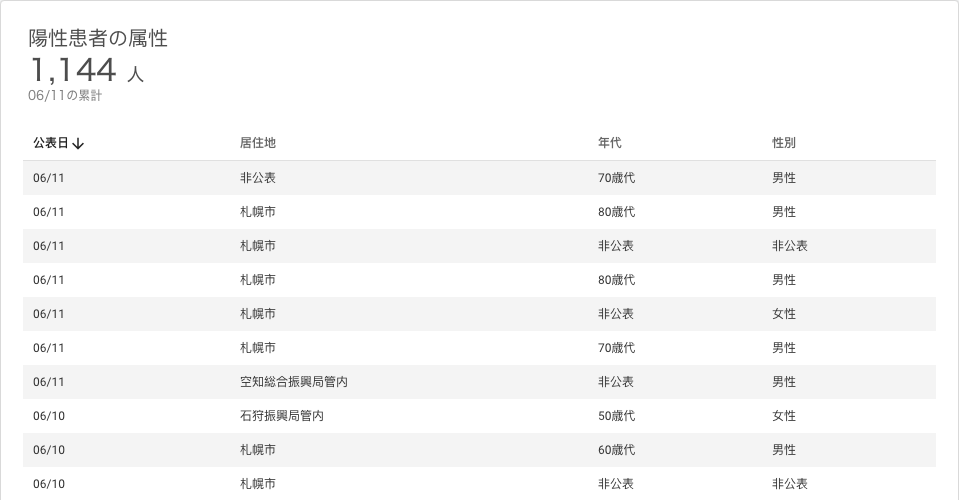 陽性患者の属性
1,144 人
06/11の累計
公表日↓ 居住地 年代 性別
06/11 非公表 70歳代 男性
06/11 札幌市 80歳代 男性
06/11 札幌市 非公表 非公表
06/11 札幌市 80歳代 男性
06/11 札幌市 非公表 女性
06/11 札幌市 70歳代 男性
06/11 空知総合振興局管内 非公表 男性
06/10 石狩振興局管内 50歳代 女性
06/10 札幌市 60歳代 男性
06/10 札幌市 非公表 非公表